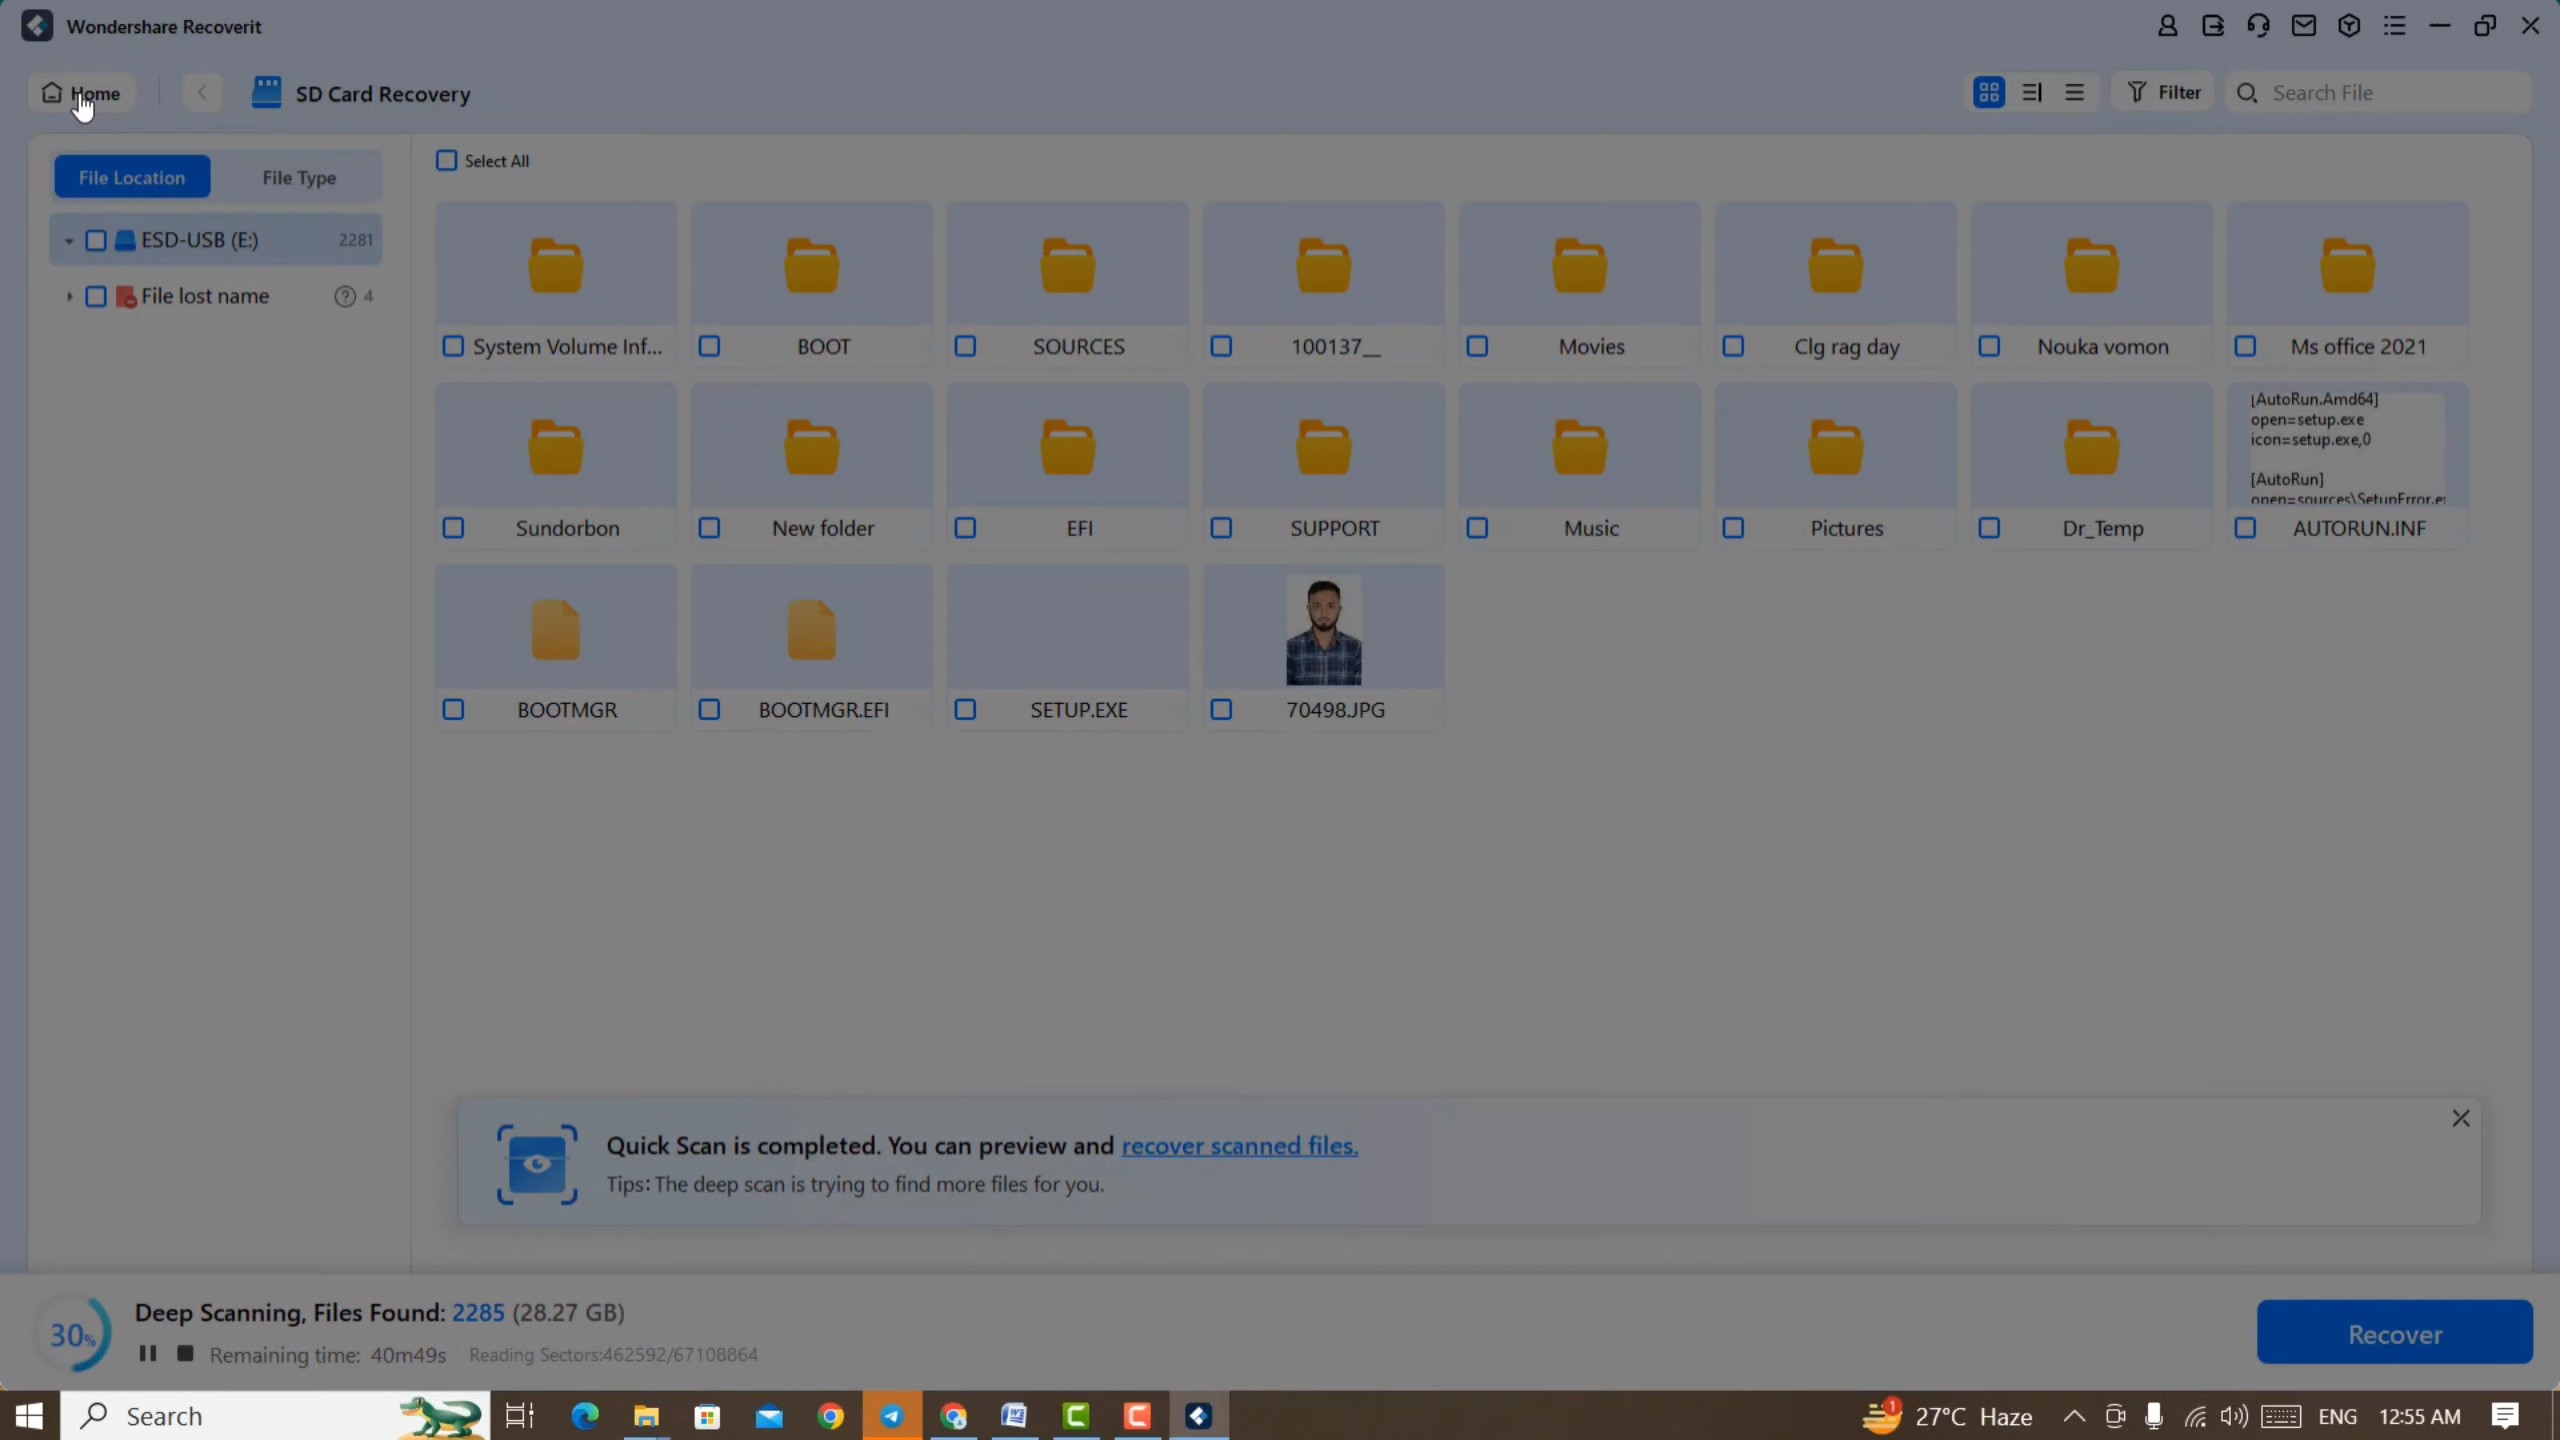 Wondershare Recoverit
Home
SD Card Recovery
Filter
Search File
File Location
File Type
Select All
ESD-USB (E:)
2281
File lost name
4
System Volume Inf...
BOOT
SOURCES
100137__
Movies
Clg rag day
Nouka vomon
Ms office 2021
[AutoRun.Amd64]
open=setup.exe
icon=setup.exe,0
[AutoRun]
open=sources\SetupError.e
Sundorbon
New folder
EFI
SUPPORT
Music
Pictures
Dr_Temp
AUTORUN.INF
BOOTMGR
BOOTMGR.EFI
SETUP.EXE
70498.JPG
Quick Scan is completed. You can preview and recover scanned files.
Tips: The deep scan is trying to find more files for you.
30%
Deep Scanning, Files Found: 2285 (28.27 GB)
Remaining time: 40m49s
Reading Sectors:462592/67108864
Recover
Search
1
27°C Haze
ENG
12:55 AM